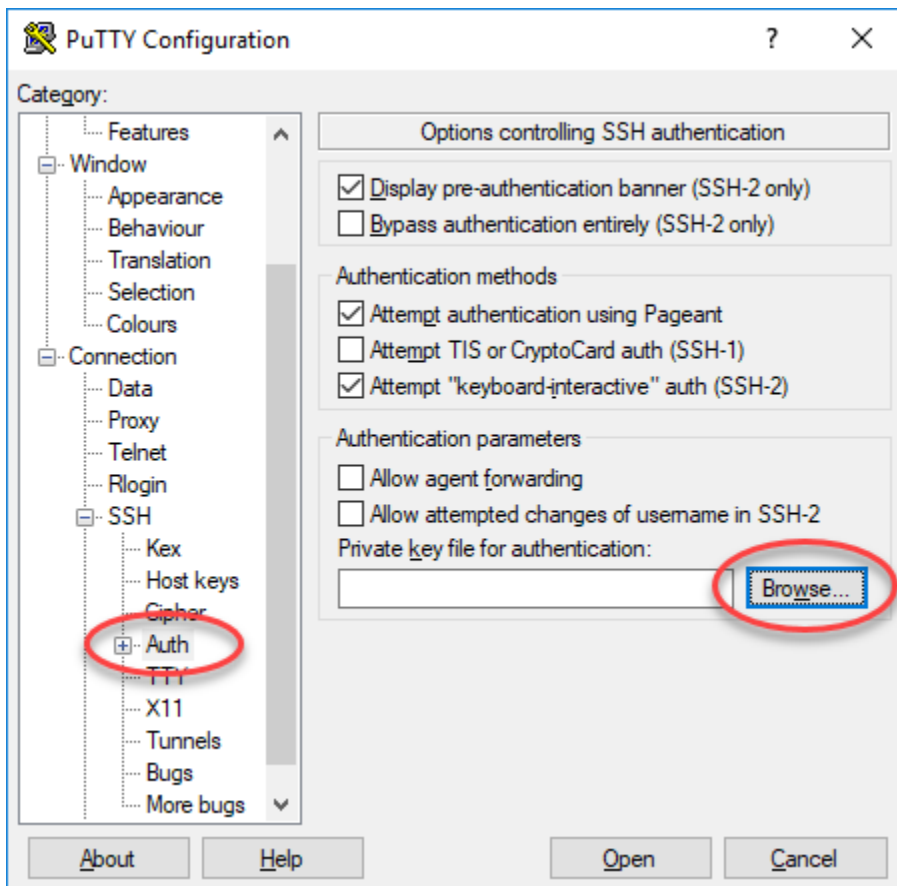 PuTTY Configuration
?
Category:
Features
Window
Appearance
Behaviour
Translation
Selection
Colours
Connection
Data
Proxy
Telnet
Rlogin
SSH
Kex
Host keys
Cipher
Auth
TTY
X11
Tunnels
Bugs
More bugs
Options controlling SSH authentication
Display pre-authentication banner (SSH-2 only)
Bypass authentication entirely (SSH-2 only)
Authentication methods
Attempt authentication using Pageant
Attempt TIS or CryptoCard auth (SSH-1)
Attempt "keyboard-interactive" auth (SSH-2)
Authentication parameters
Allow agent forwarding
Allow attempted changes of username in SSH-2
Private key file for authentication:
Browse...
About
Help
Open
Cancel